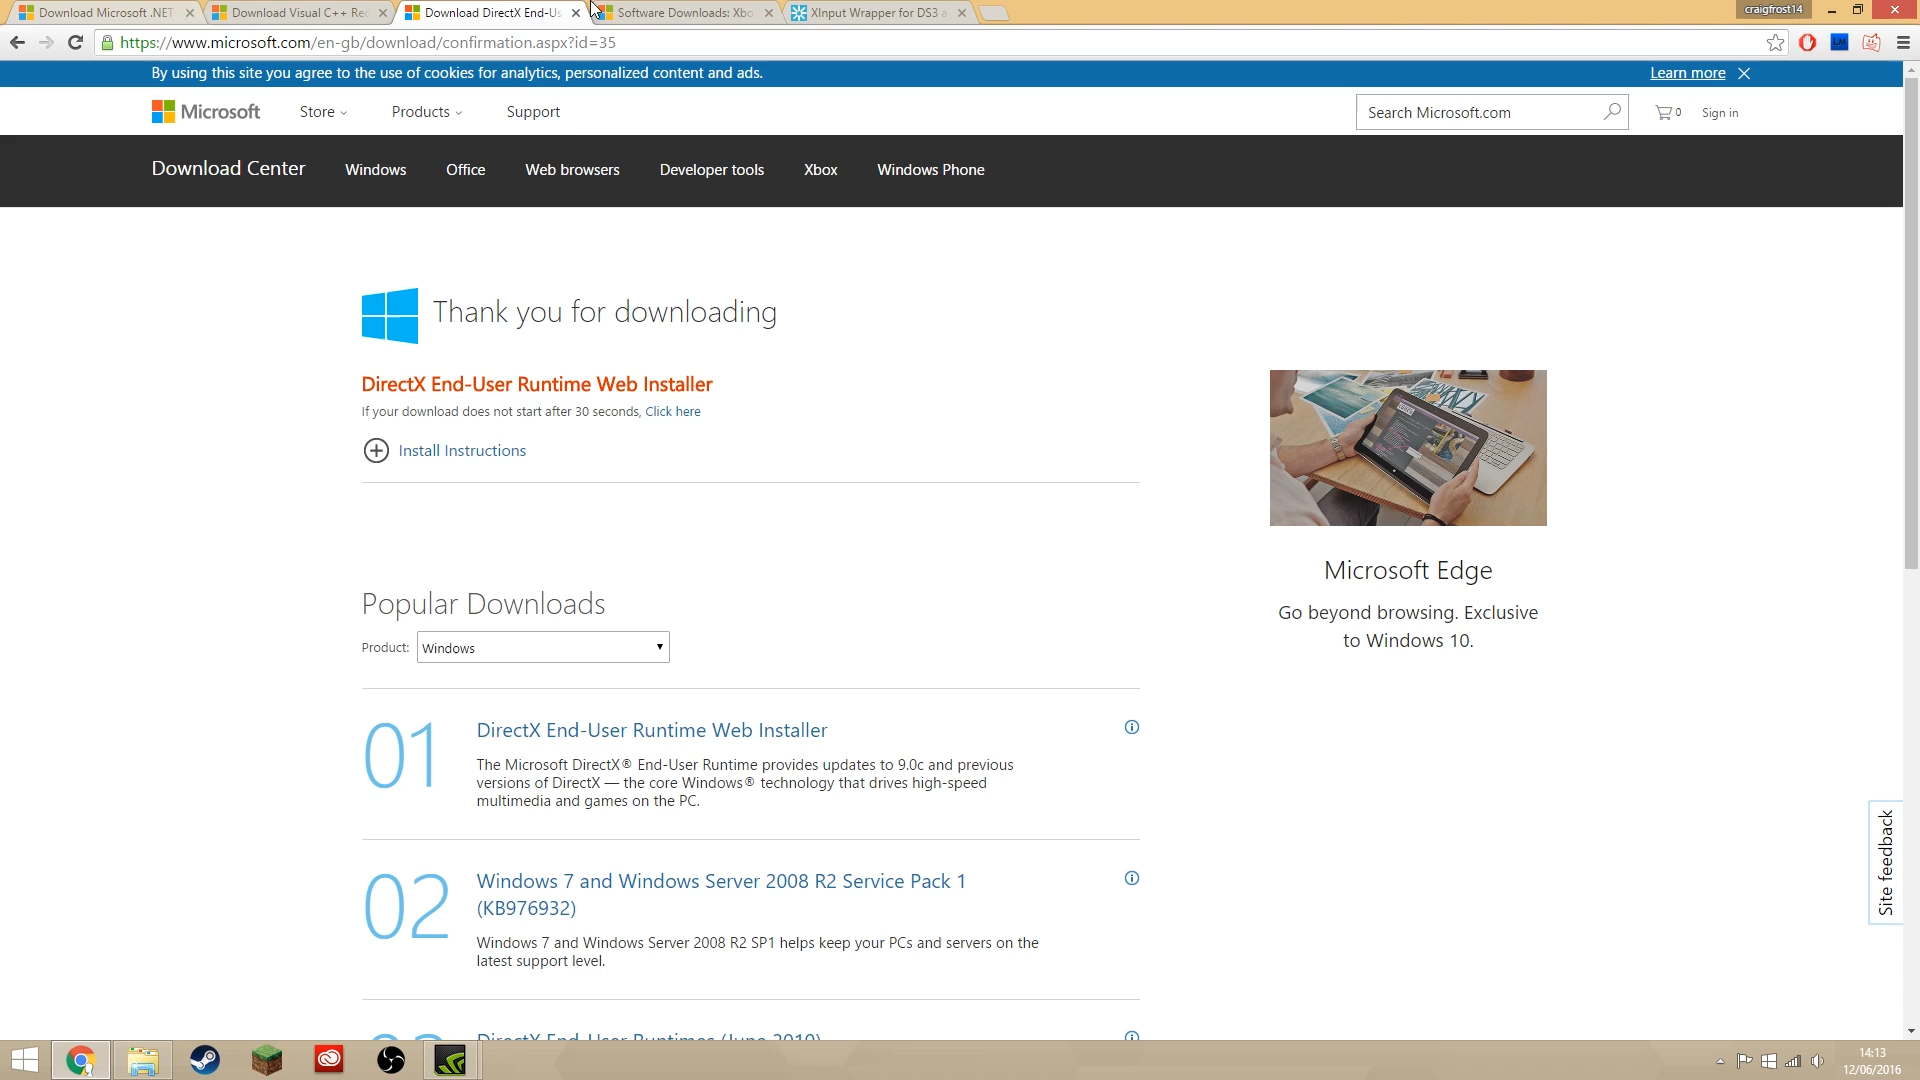 Download Microsoft .NET
Download Visual C++ Rec
Download DirectX End-Us
Software Downloads: Xbo
XInput Wrapper for DS3 a
craigfrost14
https://www.microsoft.com/en-gb/download/confirmation.aspx?id=35
LM
By using this site you agree to the use of cookies for analytics, personalized content and ads.
Learn more
Microsoft
Store
Products
Support
Search Microsoft.com
0
Sign in
Download Center
Windows
Office
Web browsers
Developer tools
Xbox
Windows Phone
Thank you for downloading
DirectX End-User Runtime Web Installer
If your download does not start after 30 seconds, Click here
Install Instructions
Microsoft Edge
Go beyond browsing. Exclusive
to Windows 10.
Popular Downloads
Product:
Windows
01
DirectX End-User Runtime Web Installer
The Microsoft DirectX® End-User Runtime provides updates to 9.0c and previous
versions of DirectX — the core Windows® technology that drives high-speed
multimedia and games on the PC.
02
Windows 7 and Windows Server 2008 R2 Service Pack 1
(KB976932)
Windows 7 and Windows Server 2008 R2 SP1 helps keep your PCs and servers on the
latest support level.
Site feedback
DirectX End-User Runtimes (June 2010)
14:13
12/06/2016